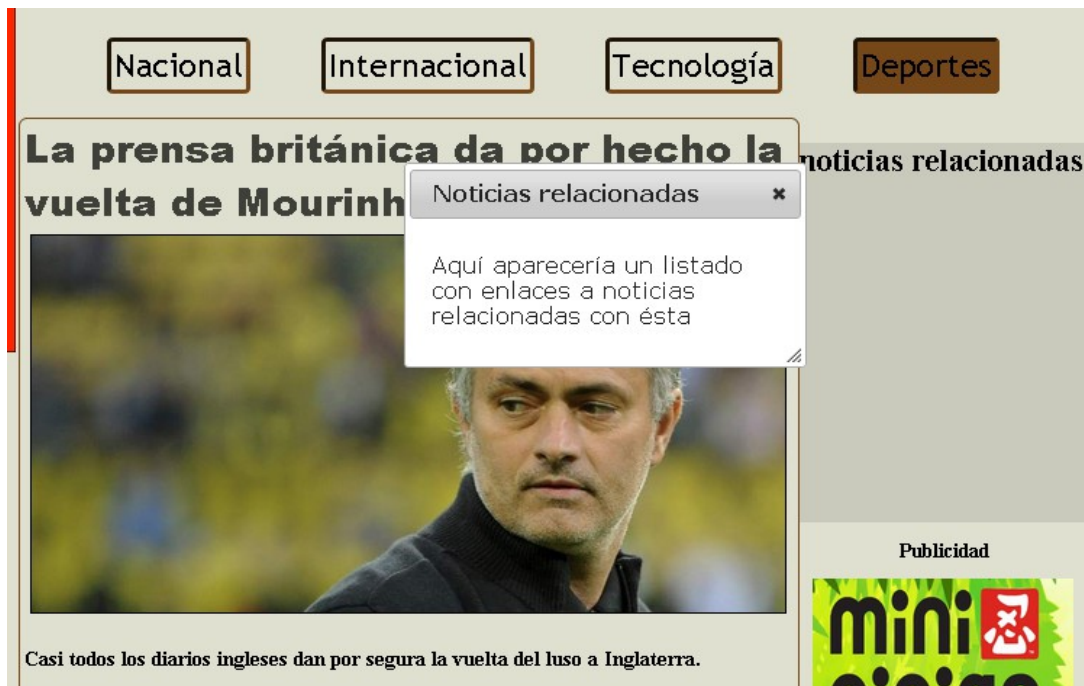 Nacional
Internacional
Tecnología
Deportes
La prensa británica da por hecho la
vuelta de Mourinh
Noticias relacionadas
Aquí aparecería un listado
con enlaces a noticias
relacionadas con ésta
noticias relacionadas
Publicidad
mini 忍
Casi todos los diarios ingleses dan por segura la vuelta del luso a Inglaterra.